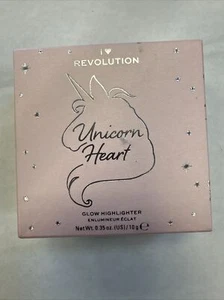 I ♥ REVOLUTION
Unicorn
Heart
GLOW HIGHLIGHTER
ENLUMINEUR ÉCLAT
Net Wt. 0.35 oz. (US) / 10 g ℮